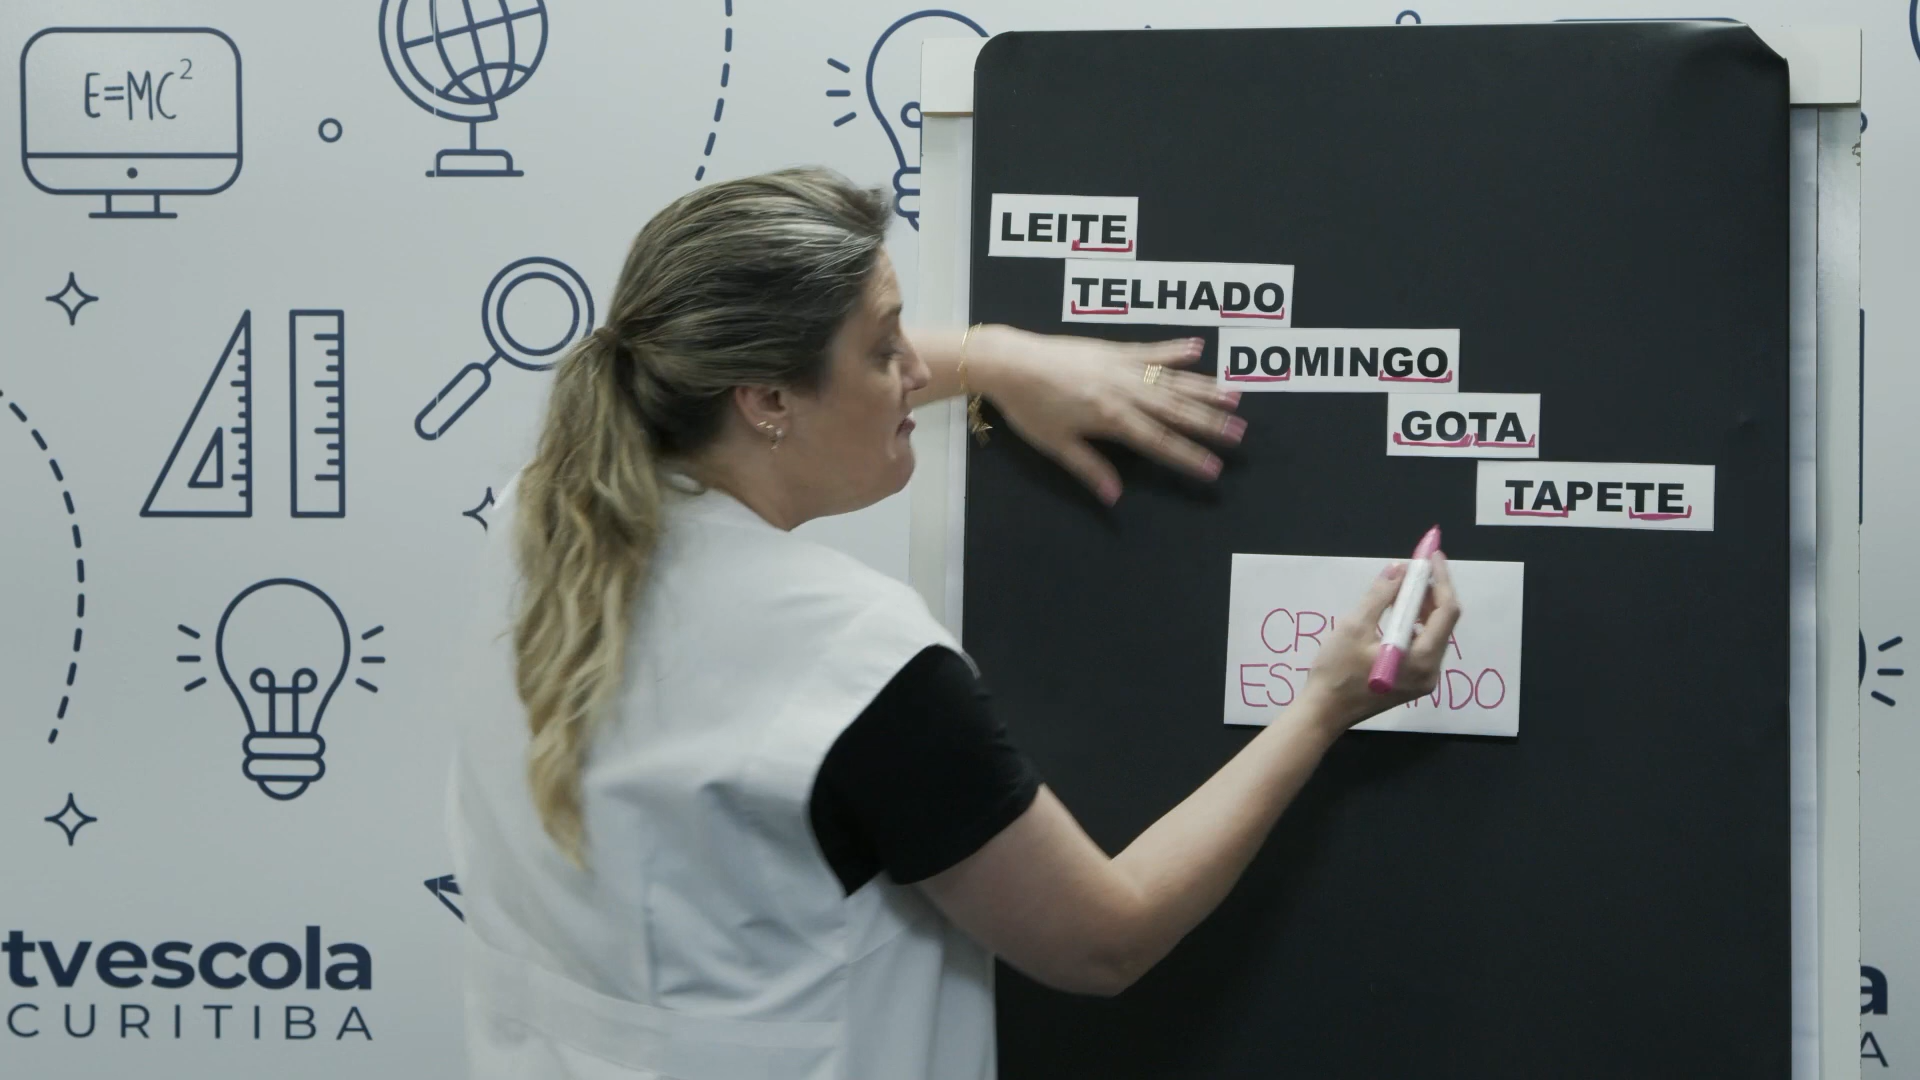 E=MC²
LEITE
TELHADO
DOMINGO
GOTA
TAPETE
tvescola
CURITIBA